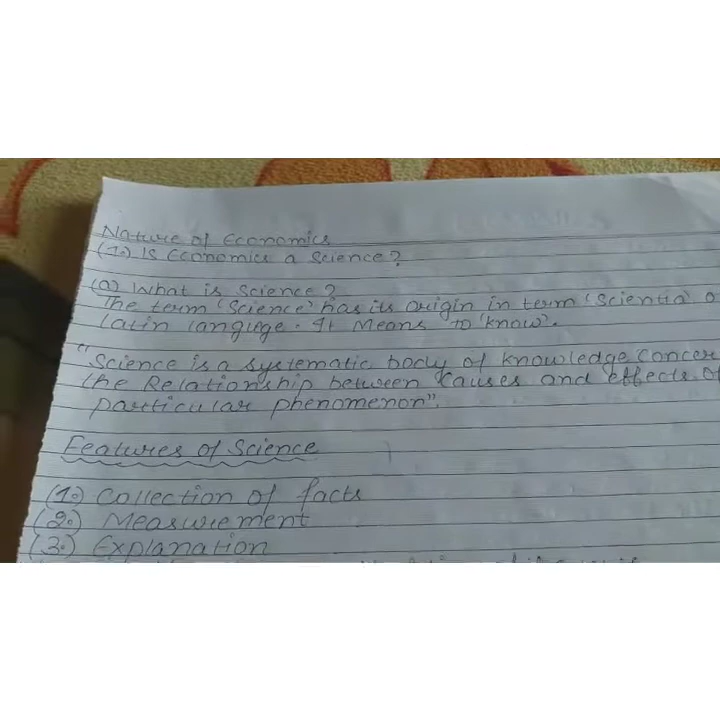 Nature of Economics
(1.) Is Economics a Science?
(a) What is Science?
The term 'Science' has its origin in term 'Scientia'
Latin langiege. It Means to 'know'.
"Science is a systematic body of knowledge concer
the Relationship between Causes and effects of
particular phenomenon".
Features of Science
(1.) Collection of facts
(2.) Measurement
(3.) Explanation